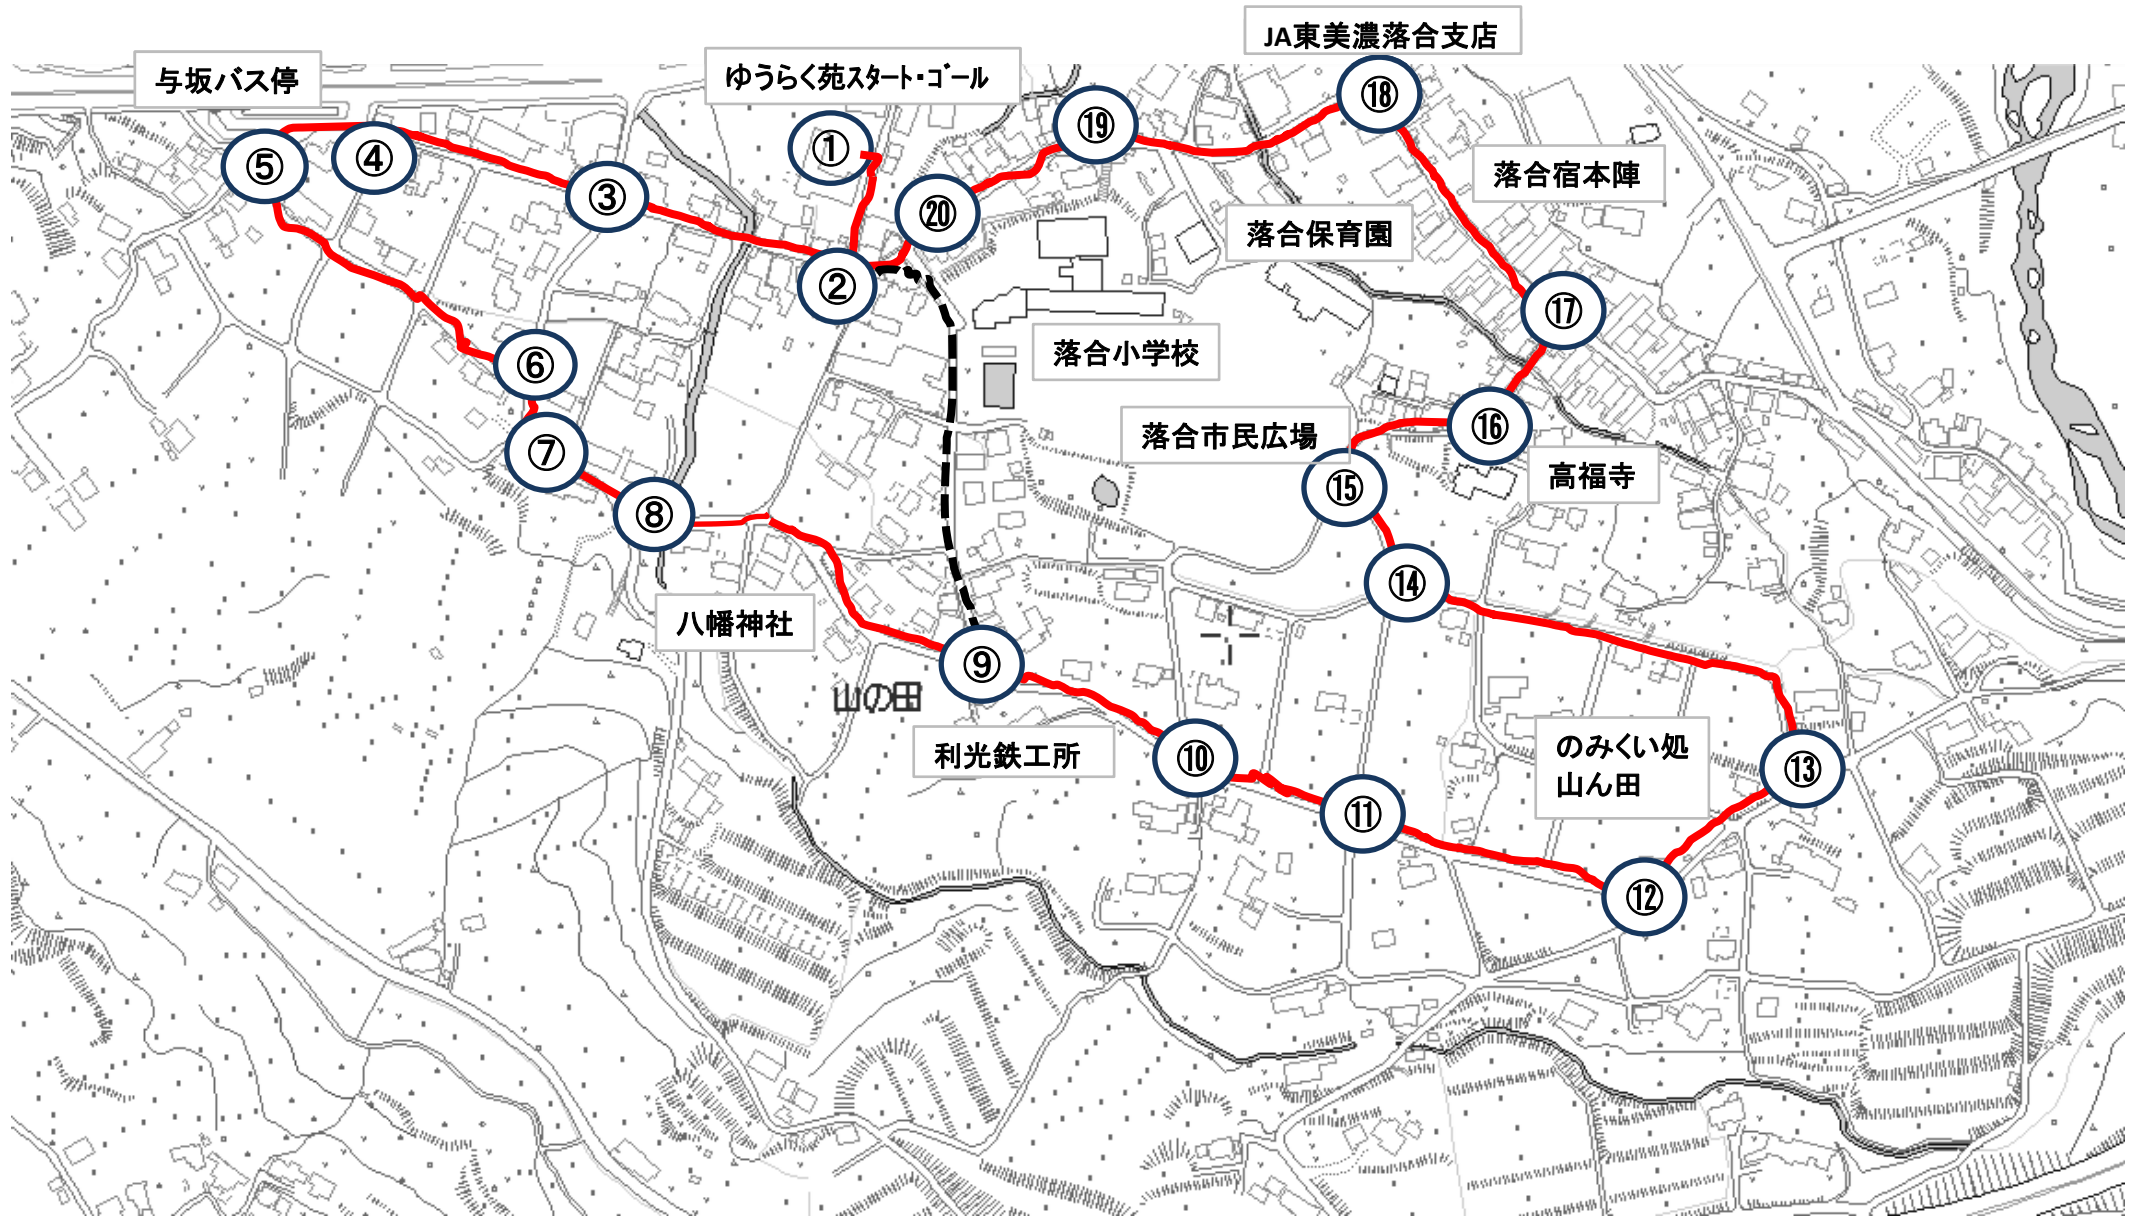 JA東美濃落合支店
与坂バス停
ゆうらく苑スタート・ゴール
⑱
⑲
①
⑤
④
落合宿本陣
③
⑳
落合保育園
②
⑰
落合小学校
⑥
落合市民広場
⑯
⑦
高福寺
⑮
⑧
⑭
八幡神社
⑨
山の田
利光鉄工所
⑩
のみくい処
山ん田
⑬
⑪
⑫